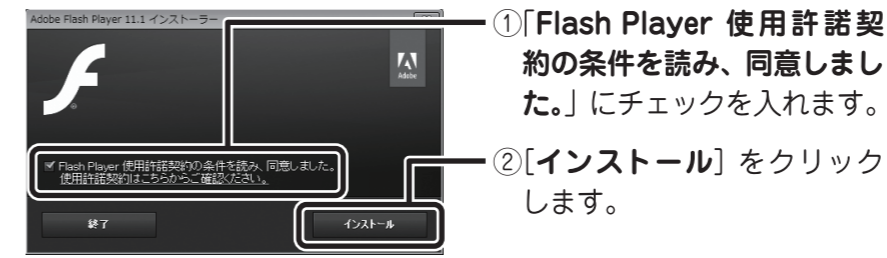 Adobe Flash Player 11.1 インストーラー
Adobe
Flash Player 使用許諾契約の条件を読み、同意しました。
使用許諾契約はこちらからご確認ください。
終了
インストール
①「Flash Player 使用許諾契
約の条件を読み、同意しまし
た。」にチェックを入れます。
②[インストール] をクリック
します。